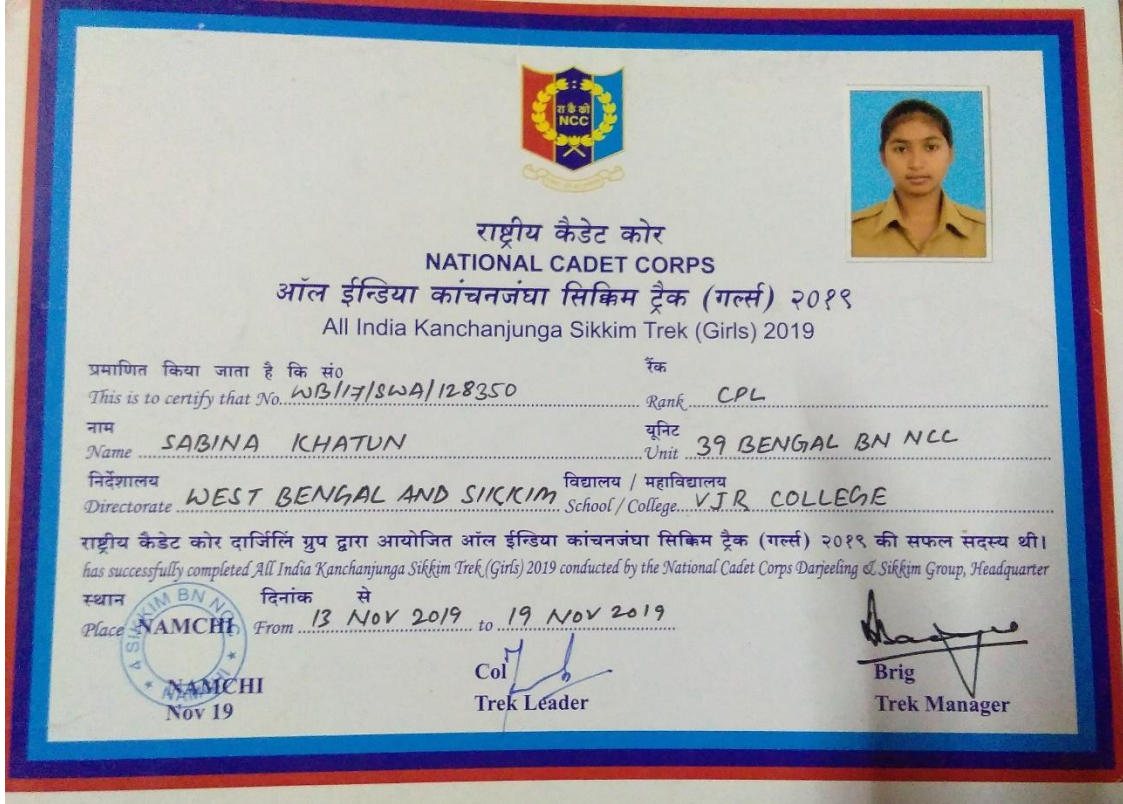 रा कै को
NCC
राष्ट्रीय कैडेट कोर
NATIONAL CADET CORPS
ऑल ईन्डिया कांचनजंघा सिक्किम ट्रैक (गर्ल्स) २०१९
All India Kanchanjunga Sikkim Trek (Girls) 2019
प्रमाणित किया जाता है कि सं० रैंक
This is to certify that No. WB/17/SWA/128350 Rank CPL
नाम यूनिट
Name SABINA KHATUN Unit 39 BENGAL BN NCC
निर्देशालय विद्यालय / महाविद्यालय
Directorate WEST BENGAL AND SIKKIM School / College VJR COLLEGE
राष्ट्रीय कैडेट कोर दार्जिलिं ग्रुप द्वारा आयोजित ऑल ईन्डिया कांचनजंघा सिक्किम ट्रैक (गर्ल्स) २०१९ की सफल सदस्य थी।
has successfully completed All India Kanchanjunga Sikkim Trek (Girls) 2019 conducted by the National Cadet Corps Darjeeling & Sikkim Group, Headquarter
स्थान दिनांक से
Place NAMCHI From 13 NOV 2019 to 19 NOV 2019
SIKKIM BN NCC
NAMCHI
Col Brig
NAMCHI Trek Leader Trek Manager
Nov 19